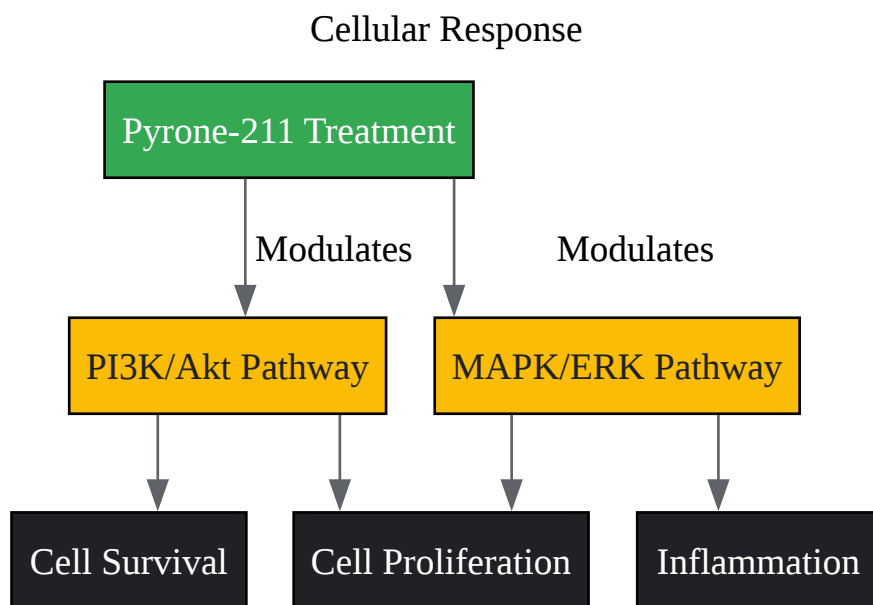 Cellular Response
Pyrone-211 Treatment
Modulates
Modulates
PI3K/Akt Pathway
MAPK/ERK Pathway
Cell Survival
Cell Proliferation
Inflammation